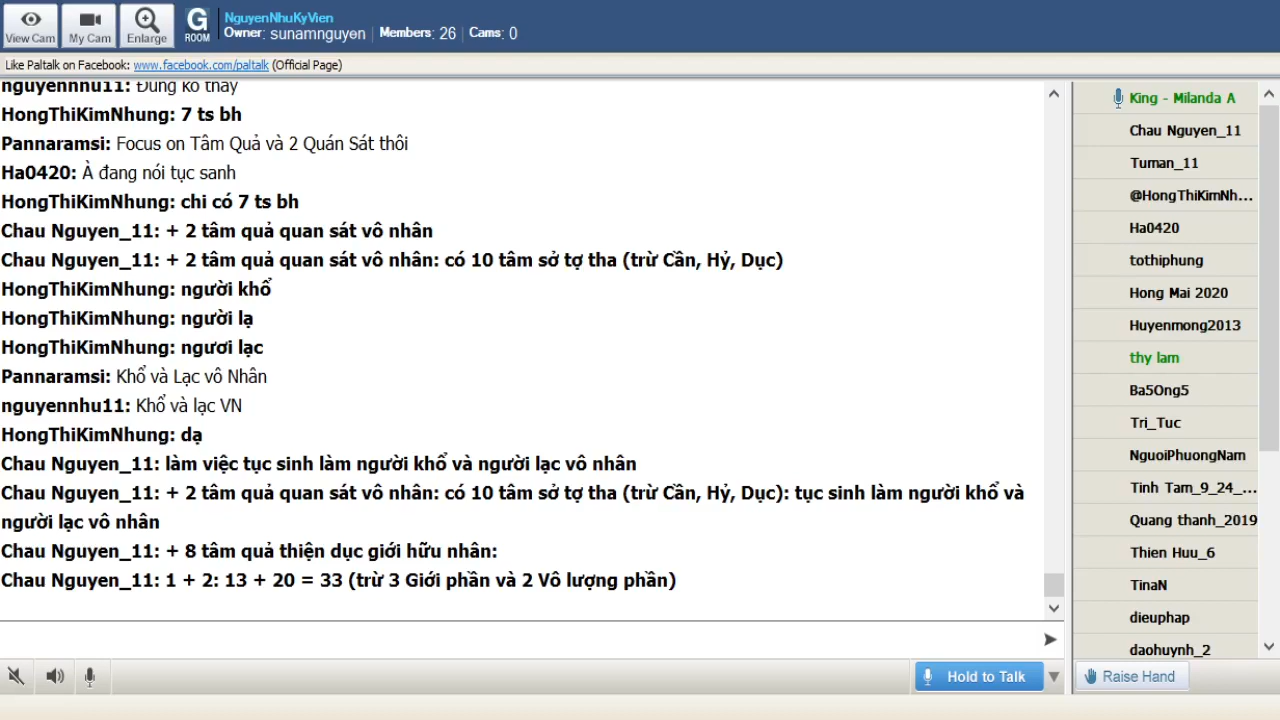 View Cam
My Cam
Enlarge
G
ROOM
NguyenNhuKyVien
Owner: sunamnguyen | Members: 26 | Cams: 0
Like Paltalk on Facebook: www.facebook.com/paltalk (Official Page)
nguyennhu11: Đúng ko thầy
HongThiKimNhung: 7 ts bh
Pannaramsi: Focus on Tâm Quả và 2 Quán Sát thôi
Ha0420: À đang nói tục sanh
HongThiKimNhung: chi có 7 ts bh
Chau Nguyen_11: + 2 tâm quả quan sát vô nhân
Chau Nguyen_11: + 2 tâm quả quan sát vô nhân: có 10 tâm sở tợ tha (trừ Cần, Hỷ, Dục)
HongThiKimNhung: người khổ
HongThiKimNhung: người lạ
HongThiKimNhung: ngươi lạc
Pannaramsi: Khổ và Lạc vô Nhân
nguyennhu11: Khổ và lạc VN
HongThiKimNhung: dạ
Chau Nguyen_11: làm việc tục sinh làm người khổ và người lạc vô nhân
Chau Nguyen_11: + 2 tâm quả quan sát vô nhân: có 10 tâm sở tợ tha (trừ Cần, Hỷ, Dục): tục sinh làm người khổ và
người lạc vô nhân
Chau Nguyen_11: + 8 tâm quả thiện dục giới hữu nhân:
Chau Nguyen_11: 1 + 2: 13 + 20 = 33 (trừ 3 Giới phần và 2 Vô lượng phần)
King - Milanda A
Chau Nguyen_11
Tuman_11
@HongThiKimNh...
Ha0420
tothiphung
Hong Mai 2020
Huyenmong2013
thy lam
Ba5Ong5
Tri_Tuc
NguoiPhuongNam
Tinh Tam_9_24_...
Quang thanh_2019
Thien Huu_6
TinaN
dieuphap
daohuynh_2
Hold to Talk
Raise Hand